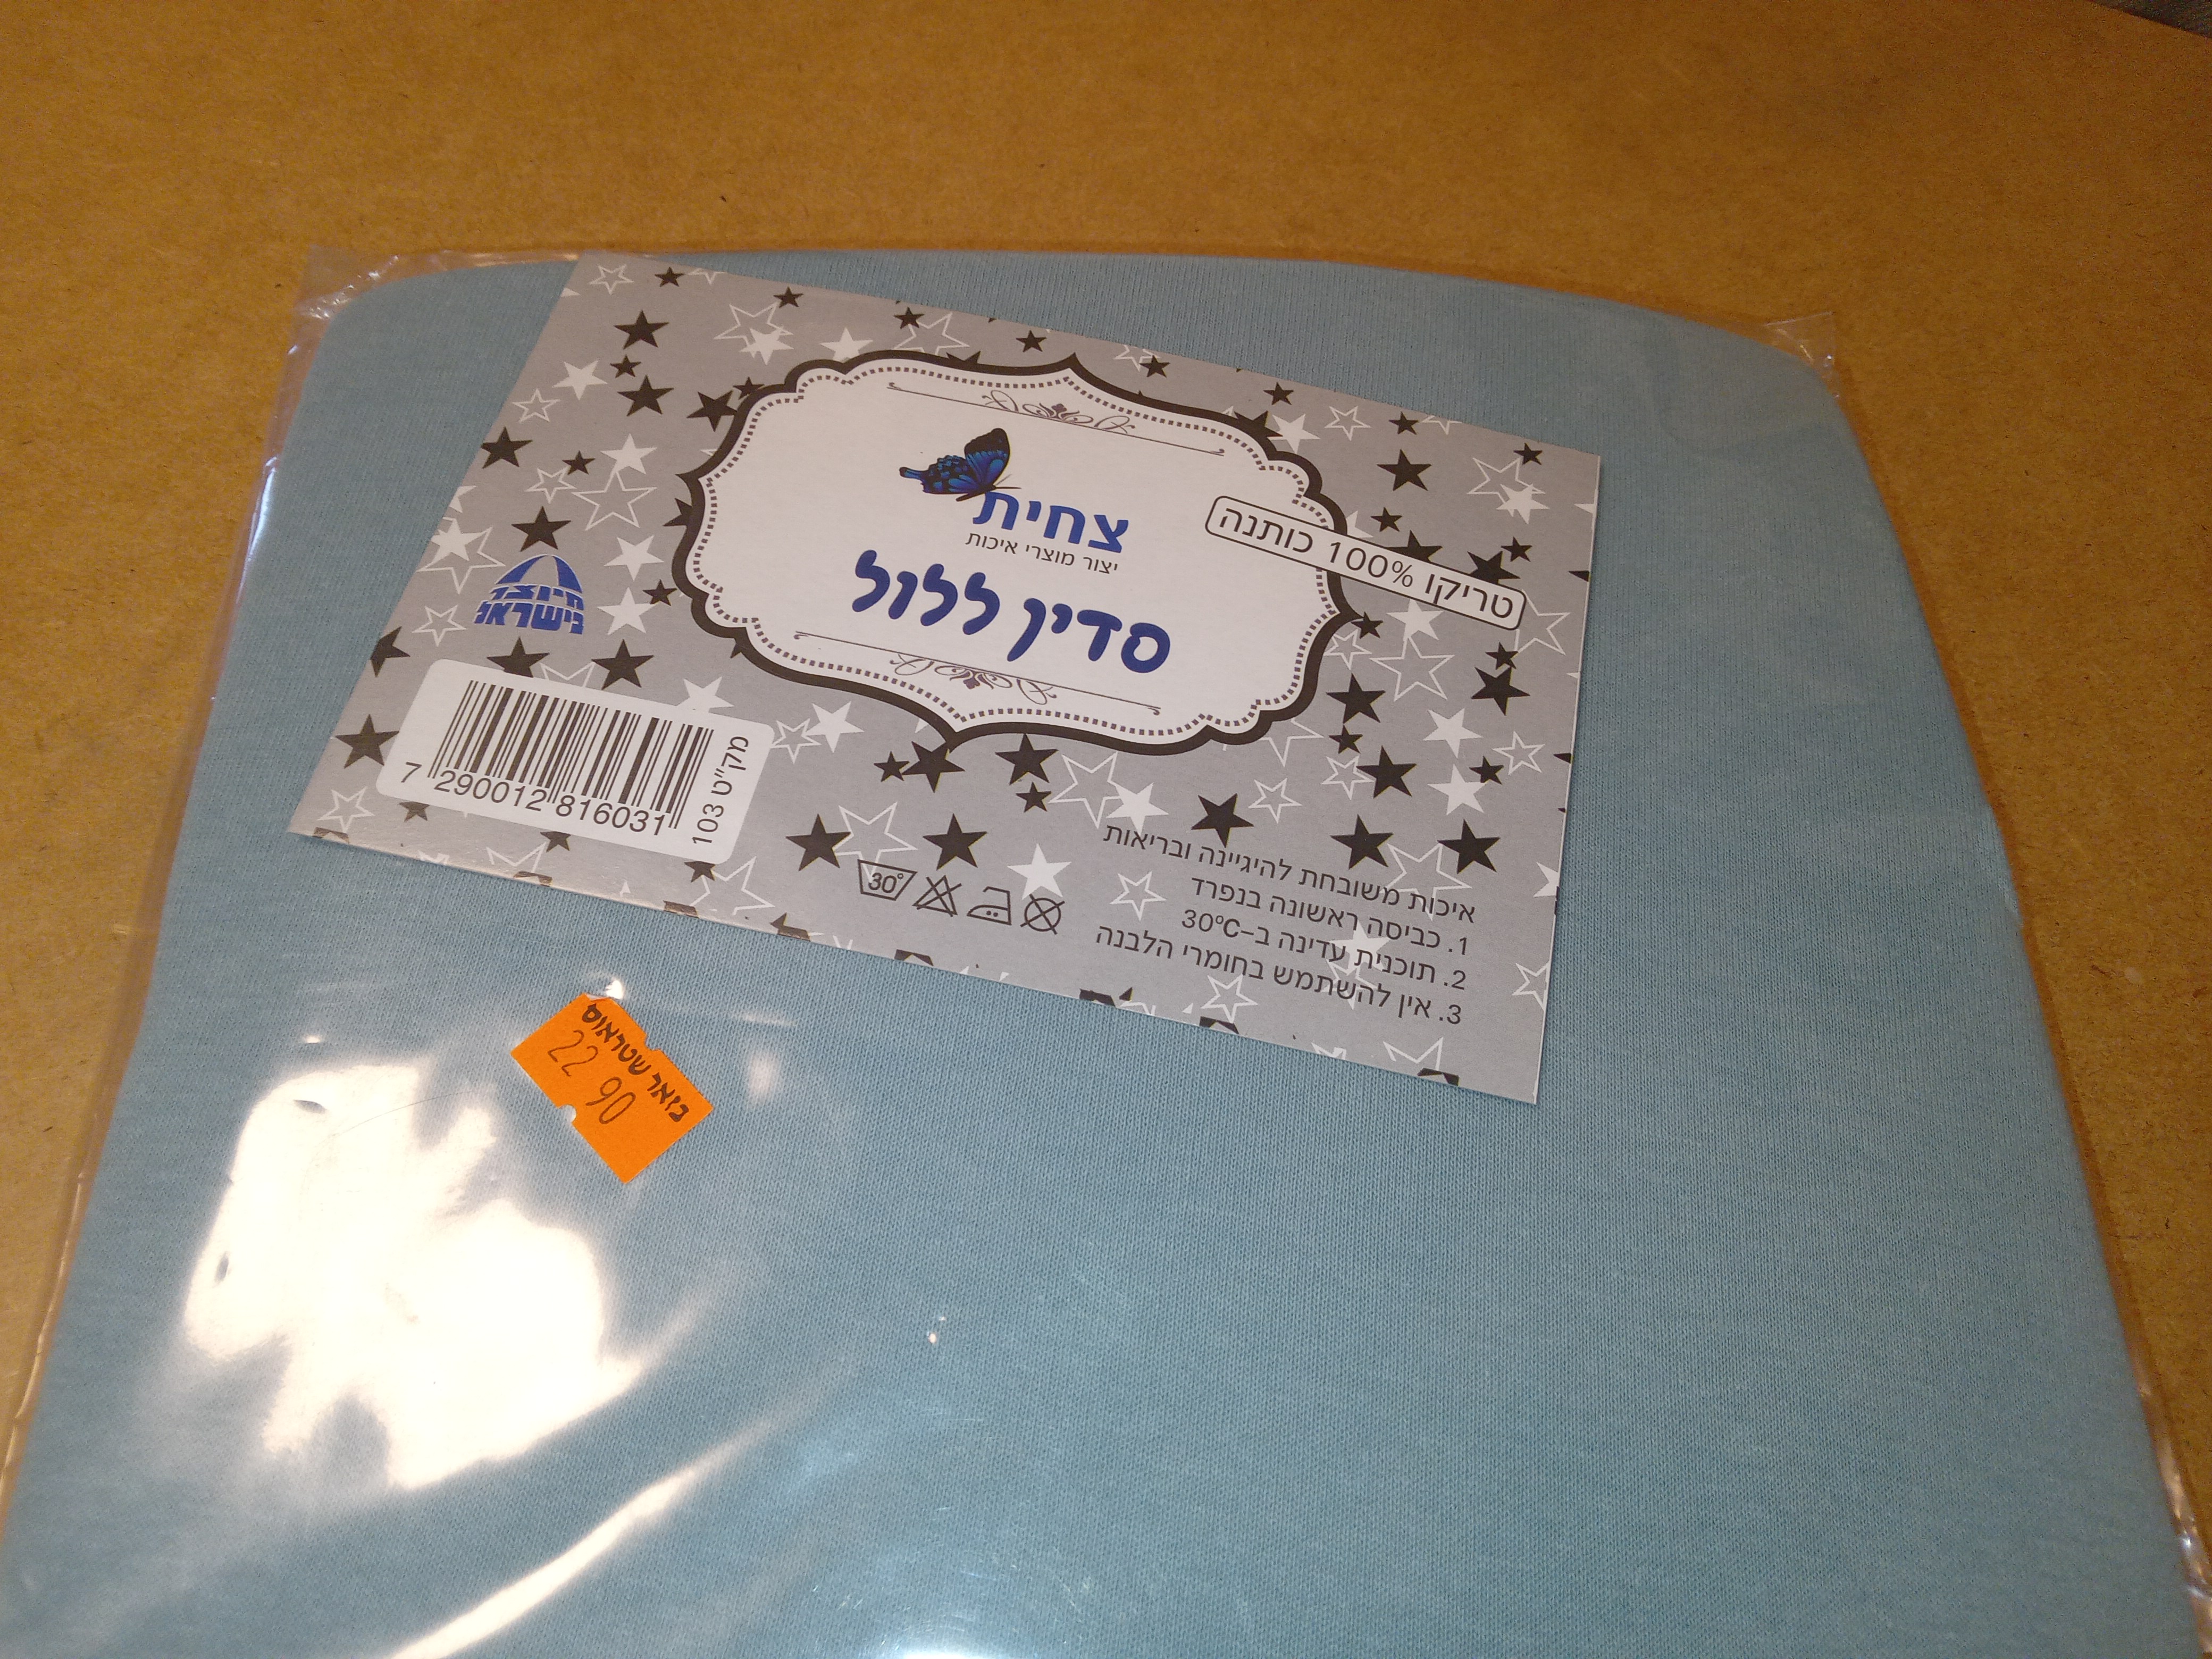 צחית
יצור מוצרי איכות
סדין ללול
טריקו 100% כותנה
תוצר
בישראל
7 290012 816031
מק"ט 103
30°
איכות משובחת להיגיינה ובריאות
1. כביסה ראשונה בנפרד
2. תוכנית עדינה ב-30°C
3. אין להשתמש בחומרי הלבנה
בזאר שטראוס
22 90